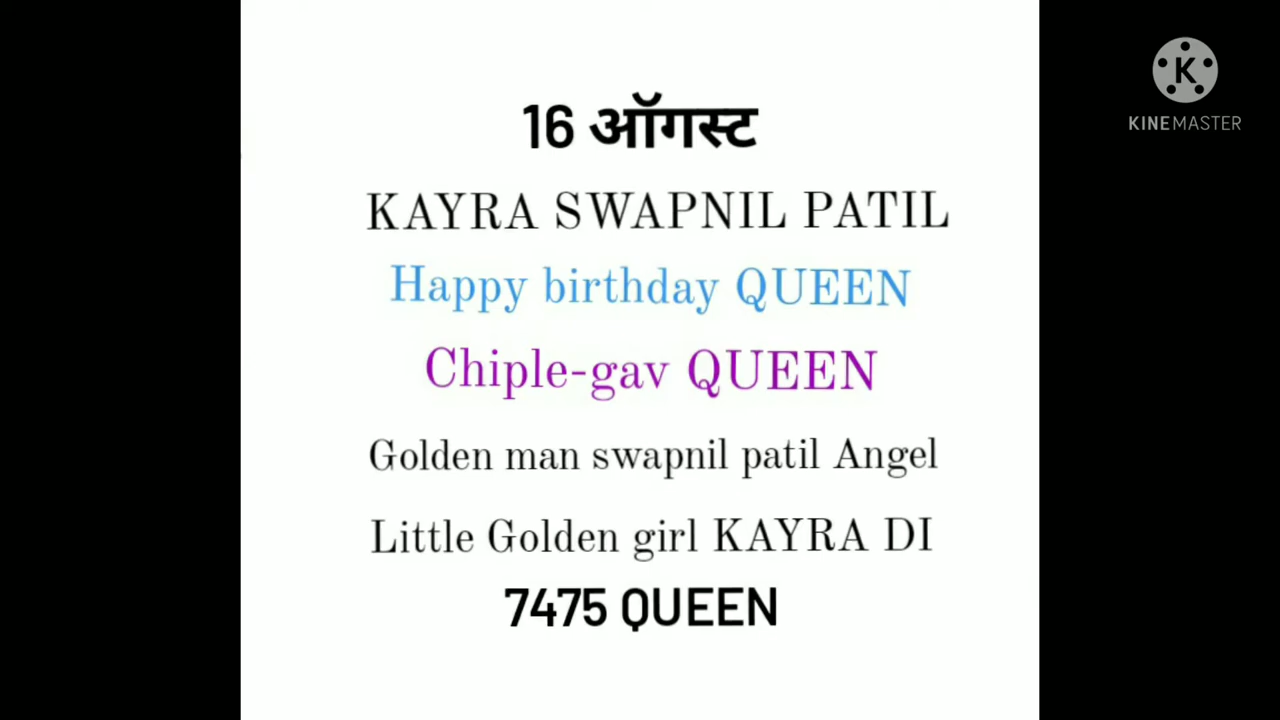 16 ऑगस्ट
KAYRA SWAPNIL PATIL
Happy birthday QUEEN
Chiple-gav QUEEN
Golden man swapnil patil Angel
Little Golden girl KAYRA DI
7475 QUEEN
K
KINEMASTER